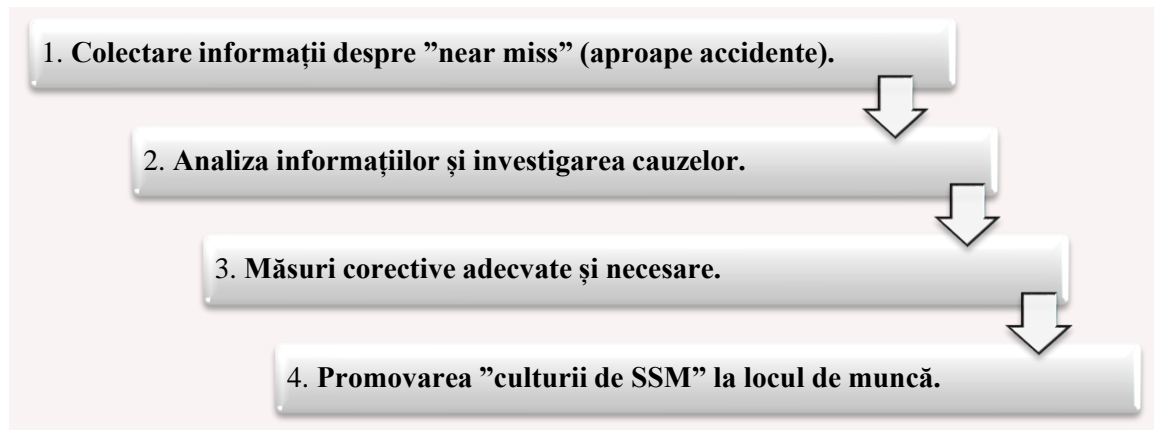 1. Colectare informații despre ”near miss” (aproape accidente).
2. Analiza informațiilor și investigarea cauzelor.
3. Măsuri corective adecvate și necesare.
4. Promovarea ”culturii de SSM” la locul de muncă.